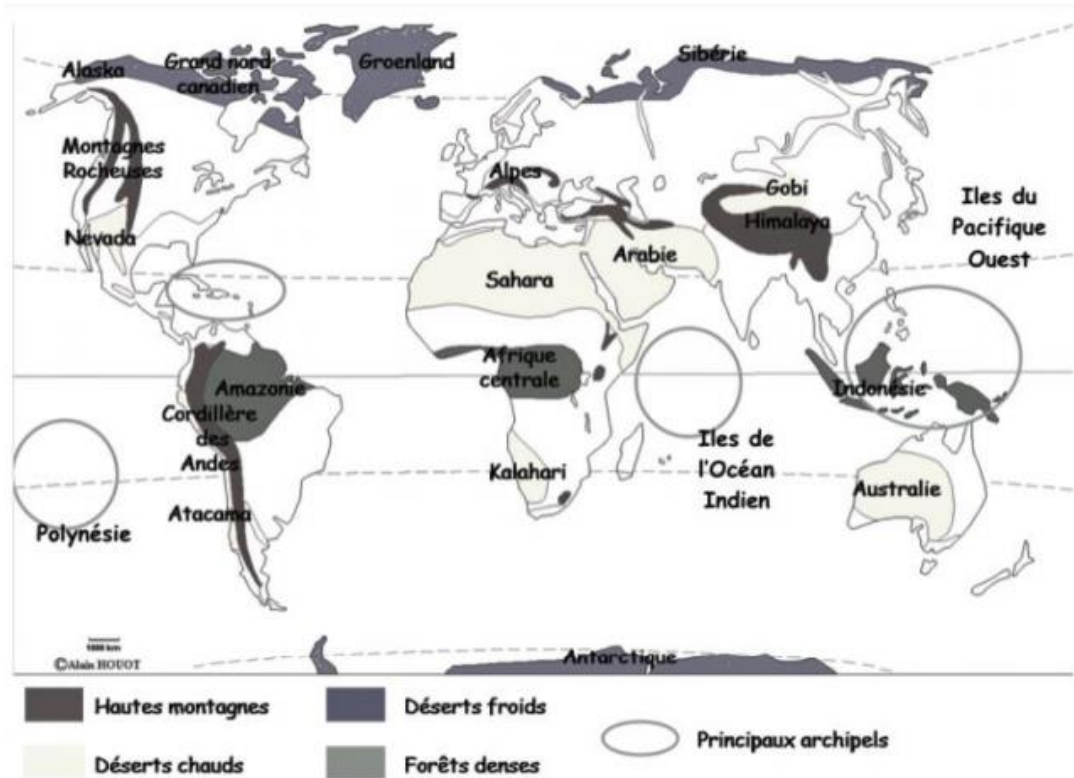 Alaska
Grand nord
canadien
Groenland
Sibérie
Montagnes
Rocheuses
Alpes
Gobi
Himalaya
Iles du
Pacifique
Ouest
Nevada
Arabie
Sahara
Afrique
centrale
Amazonie
Indonésie
Cordillère
des
Andes
Iles de
l'Océan
Indien
Kalahari
Australie
Atacama
Polynésie
1000 km
©Alain HOUOT
Antarctique
Hautes montagnes
Déserts froids
Principaux archipels
Déserts chauds
Forêts denses